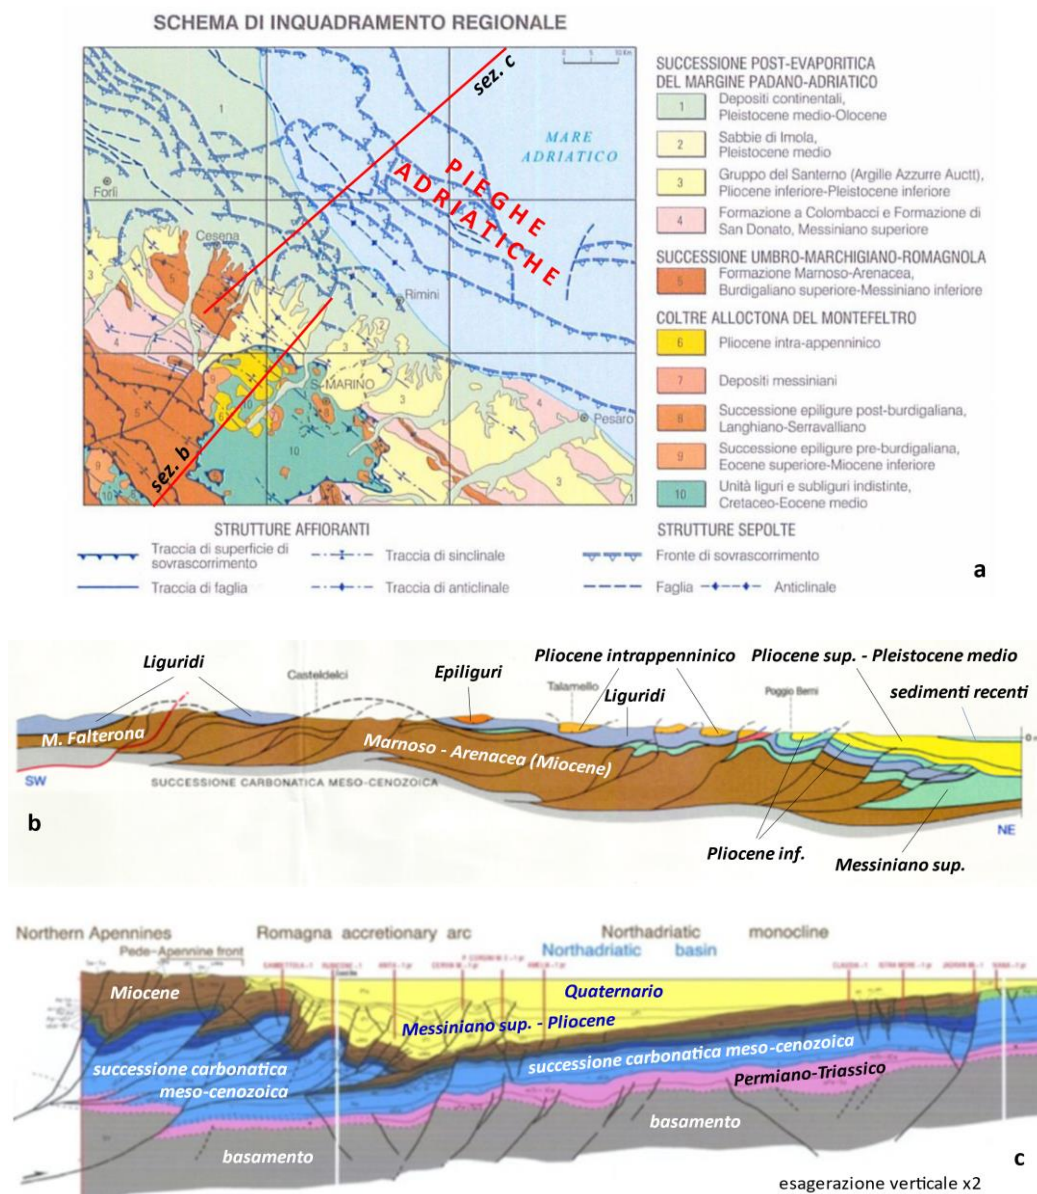 SCHEMA DI INQUADRAMENTO REGIONALE
sez. c
0 5 10 Km
MARE
ADRIATICO
PIEGHE
ADRIATICHE
Forlì
Cesena
Rimini
S. MARINO
Pesaro
sez. b
SUCCESSIONE POST-EVAPORITICA
DEL MARGINE PADANO-ADRIATICO
1 Depositi continentali,
Pleistocene medio-Olocene
2 Sabbie di Imola,
Pleistocene medio
3 Gruppo del Santerno (Argille Azzurre Auctt),
Pliocene inferiore-Pleistocene inferiore
4 Formazione a Colombacci e Formazione di
San Donato, Messiniano superiore
SUCCESSIONE UMBRO-MARCHIGIANO-ROMAGNOLA
5 Formazione Marnoso-Arenacea,
Burdigaliano superiore-Messiniano inferiore
COLTRE ALLOCTONA DEL MONTEFELTRO
6 Pliocene intra-appenninico
7 Depositi messiniani
8 Successione epiligure post-burdigaliana,
Langhiano-Serravalliano
9 Successione epiligure pre-burdigaliana,
Eocene superiore-Miocene inferiore
10 Unità liguri e subliguri indistinte,
Cretaceo-Eocene medio
STRUTTURE AFFIORANTI
Traccia di superficie di
sovrascorrimento
Traccia di sinclinale
Traccia di faglia
Traccia di anticlinale
STRUTTURE SEPOLTE
Fronte di sovrascorrimento
Faglia
Anticlinale
a
Liguridi
Casteldelci
Epiliguri
Pliocene intrappenninico
Talamello
Liguridi
Pliocene sup. - Pleistocene medio
Poggio Berni
sedimenti recenti
M. Falterona
Marnoso - Arenacea (Miocene)
SW
SUCCESSIONE CARBONATICA MESO-CENOZOICA
b
NE
Pliocene inf.
Messiniano sup.
Northern Apennines
Romagna accretionary arc
Northadriatic monocline
Pede-Apennine front
Northadriatic basin
Miocene
Quaternario
Messiniano sup. - Pliocene
successione carbonatica
meso-cenozoica
successione carbonatica meso-cenozoica
Permiano-Triassico
basamento
basamento
c
esagerazione verticale x2